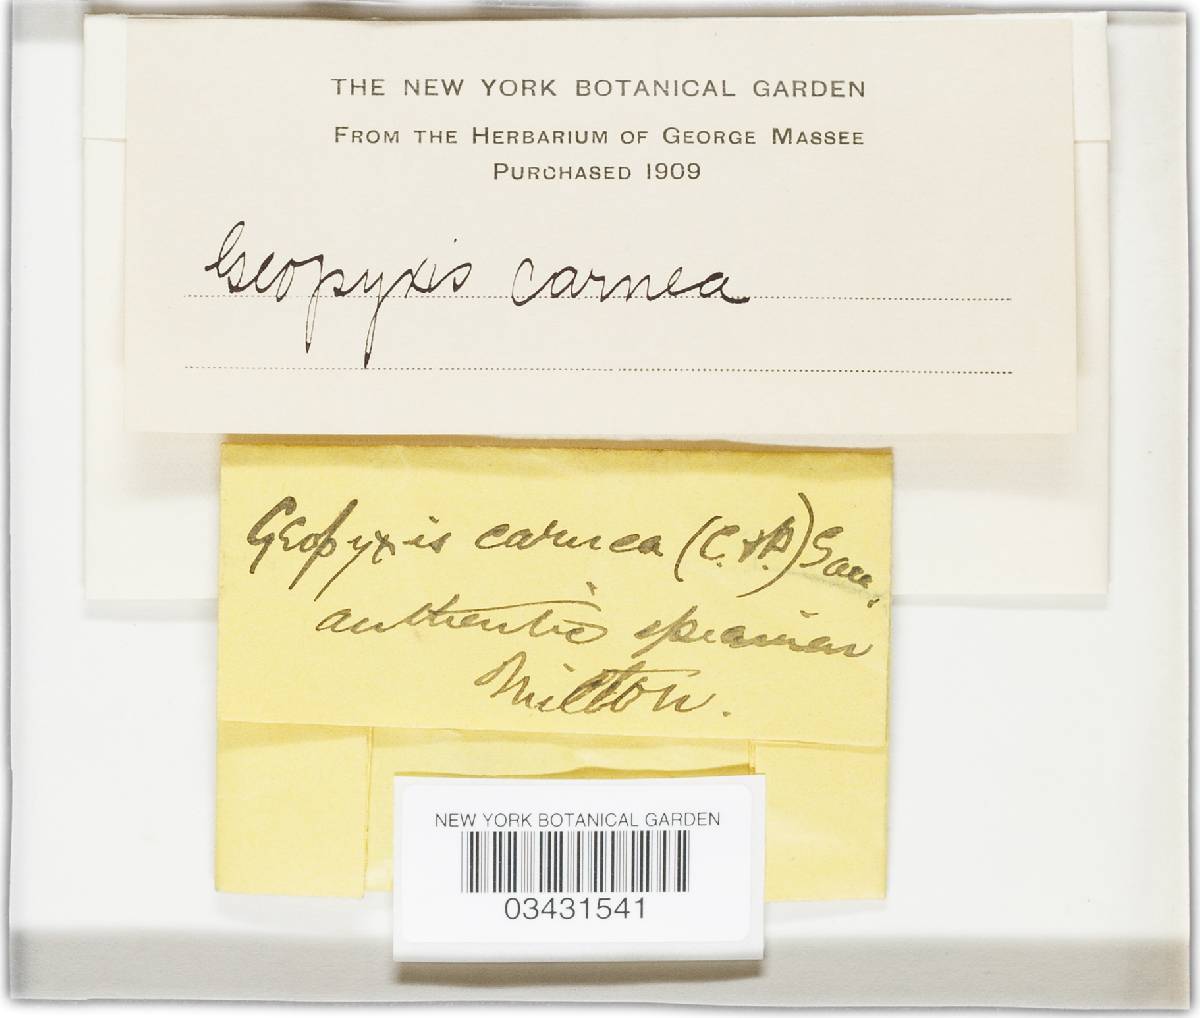 THE NEW YORK BOTANICAL GARDEN
FROM THE HERBARIUM OF GEORGE MASSEE
PURCHASED 1909
Geopyxis carnea
Geopyxis carnea (C. & P.) Sacc.
authentic specimen
Milton.
NEW YORK BOTANICAL GARDEN
03431541